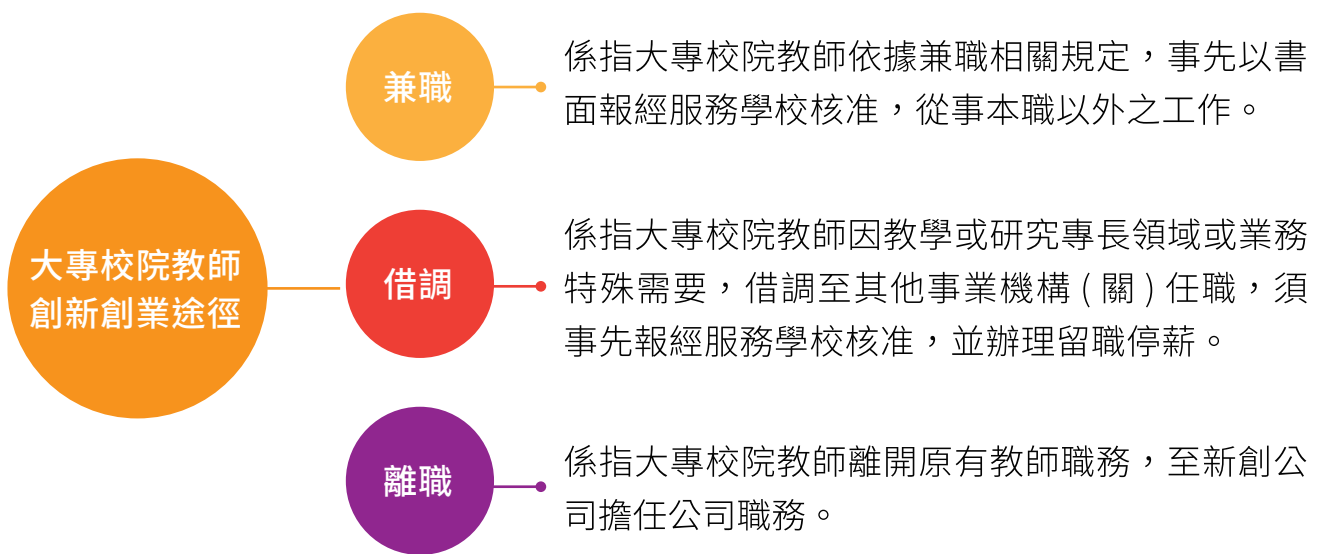 大專校院教師
創新創業途徑
兼職
係指大專校院教師依據兼職相關規定，事先以書
面報經服務學校核准，從事本職以外之工作。
借調
係指大專校院教師因教學或研究專長領域或業務
特殊需要，借調至其他事業機構 ( 關 ) 任職，須
事先報經服務學校核准，並辦理留職停薪。
離職
係指大專校院教師離開原有教師職務，至新創公
司擔任公司職務。